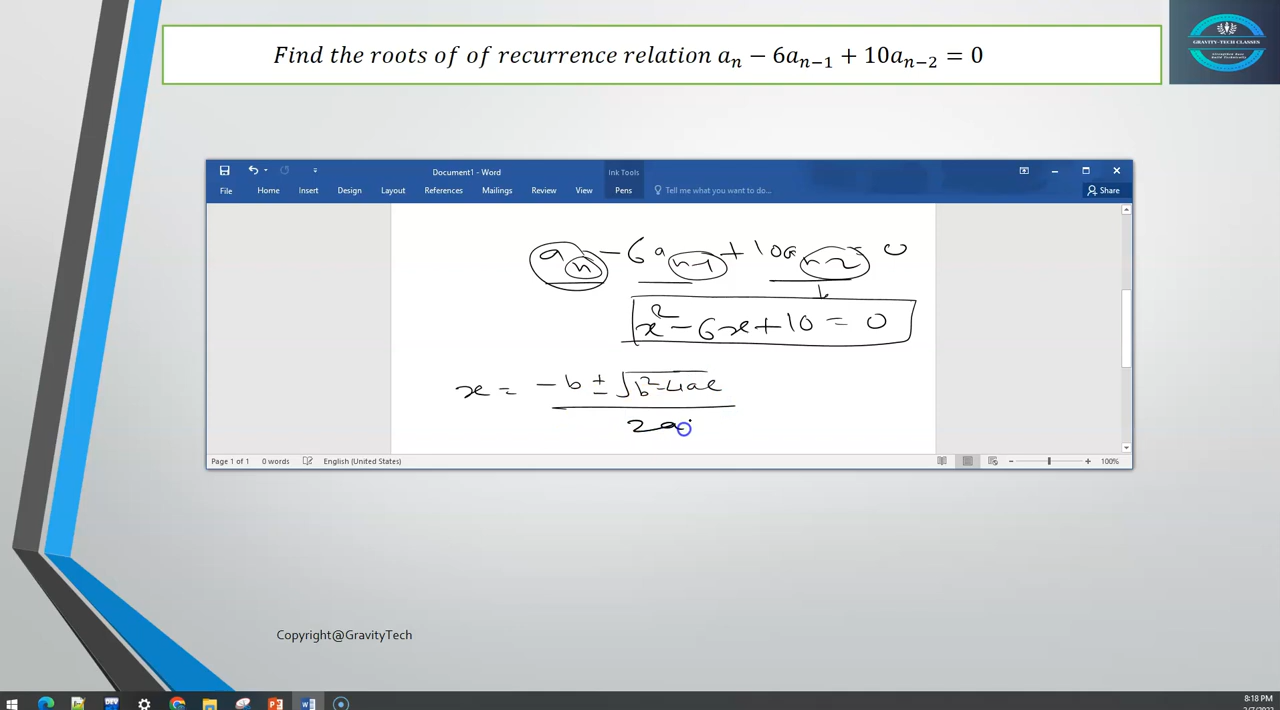 Find the roots of of recurrence relation aₙ − 6aₙ₋₁ + 10aₙ₋₂ = 0
GRAVITY-TECH CLASSES
Document1 - Word
Ink Tools
File Home Insert Design Layout References Mailings Review View Pens Tell me what you want to do... Share
aₙ - 6aₙ₋₁ + 10aₙ₋₂ = 0
x² - 6x + 10 = 0
x = -b ± √b²-4ac
2a
Page 1 of 1 0 words English (United States) 100%
Copyright@GravityTech
8:18 PM